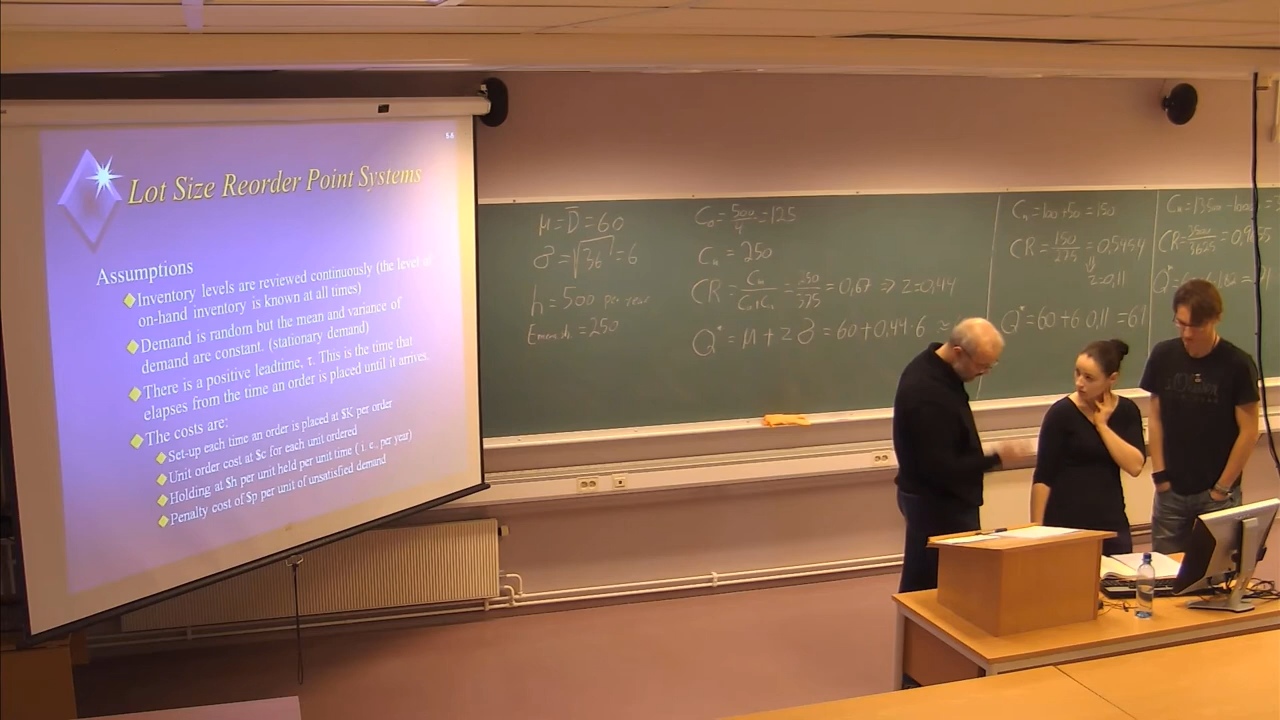 5.6
Lot Size Reorder Point Systems
Assumptions
Inventory levels are reviewed continuously (the level of
on-hand inventory is known at all times)
Demand is random but the mean and variance of
demand are constant. (stationary demand)
There is a positive leadtime, τ. This is the time that
elapses from the time an order is placed until it arrives.
The costs are:
Set-up each time an order is placed at $K per order
Unit order cost at $c for each unit ordered
Holding at $h per unit held per unit time ( i. e., per year)
Penalty cost of $p per unit of unsatisfied demand
μ = D̅ = 60
σ = √36 = 6
h = 500 per year
= 250
C₀ = 500/4 = 125
Cᵤ = 250
CR = Cᵤ/C₀+Cᵤ = 250/375 = 0,67 ⇒ z=0,44
Q* = μ + z σ = 60 + 0,44·6 ≈
Cᵤ = 100+50 = 150
CR = 150/275 = 0,5454
⇓
z=0,11
Q* = 60+6·0,11 = 61
CR = 3500/3625